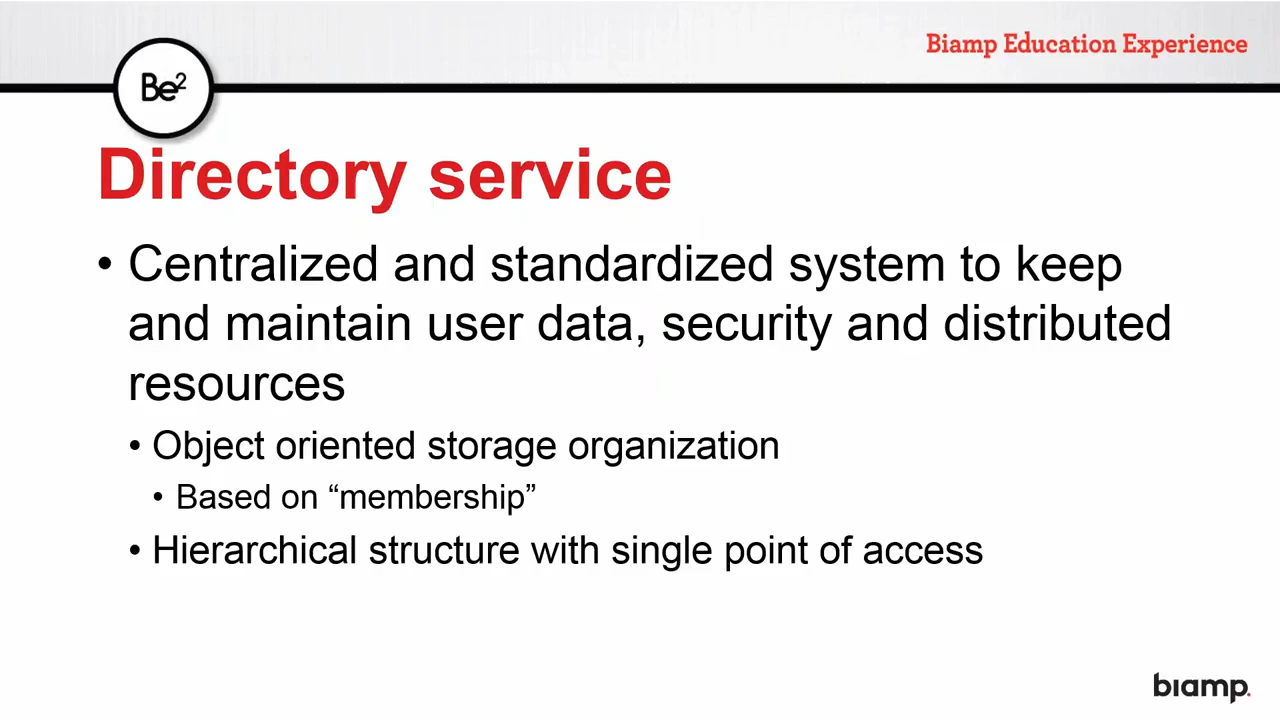 Biamp Education Experience
Be²
Directory service
• Centralized and standardized system to keep
and maintain user data, security and distributed
resources
• Object oriented storage organization
• Based on “membership”
• Hierarchical structure with single point of access
biamp.